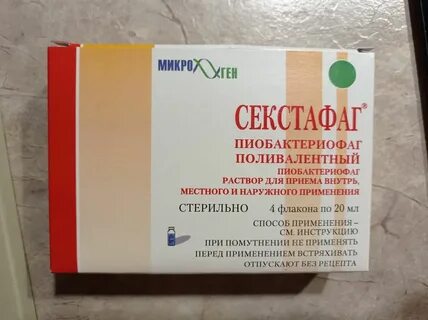 МИКРОГЕН
СЕКСТАФАГ®
ПИОБАКТЕРИОФАГ
ПОЛИВАЛЕНТНЫЙ
ПИОБАКТЕРИОФАГ
РАСТВОР ДЛЯ ПРИЕМА ВНУТРЬ,
МЕСТНОГО И НАРУЖНОГО ПРИМЕНЕНИЯ
СТЕРИЛЬНО 4 флакона по 20 мл
СПОСОБ ПРИМЕНЕНИЯ –
СМ. ИНСТРУКЦИЮ
ПРИ ПОМУТНЕНИИ НЕ ПРИМЕНЯТЬ
ПЕРЕД ПРИМЕНЕНИЕМ ВСТРЯХИВАТЬ
ОТПУСКАЮТ БЕЗ РЕЦЕПТА